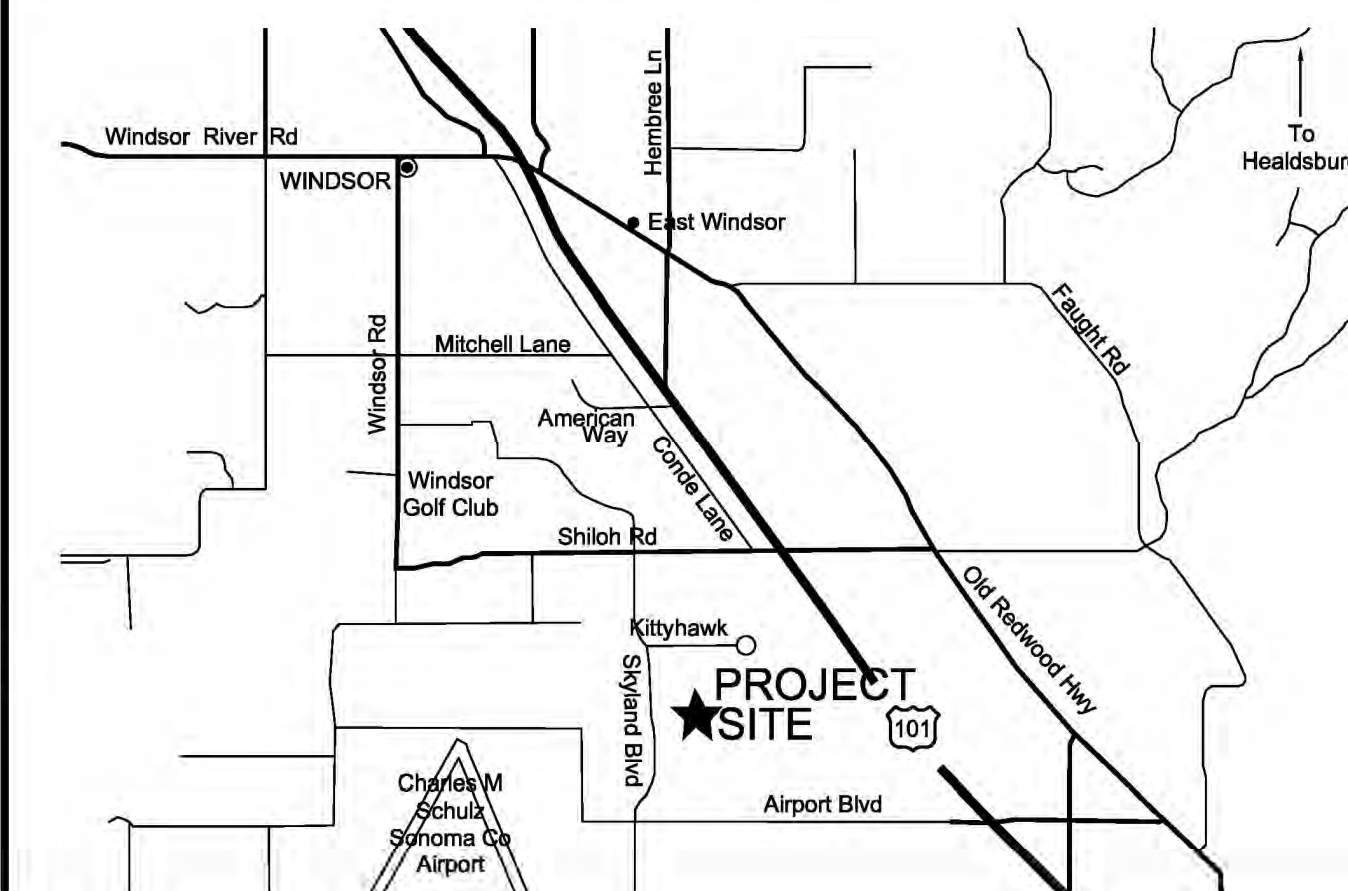 Windsor River Rd
WINDSOR
Hembree Ln
To
East Windsor
Faught Rd
Windsor Rd
Mitchell Lane
American
Way
Conde Lane
Windsor
Golf Club
Shiloh Rd
Old Redwood Hwy
Kittyhawk
Skyland Blvd
PROJECT
SITE
101
Charles M
Schulz
Sonoma Co
Airport
Airport Blvd